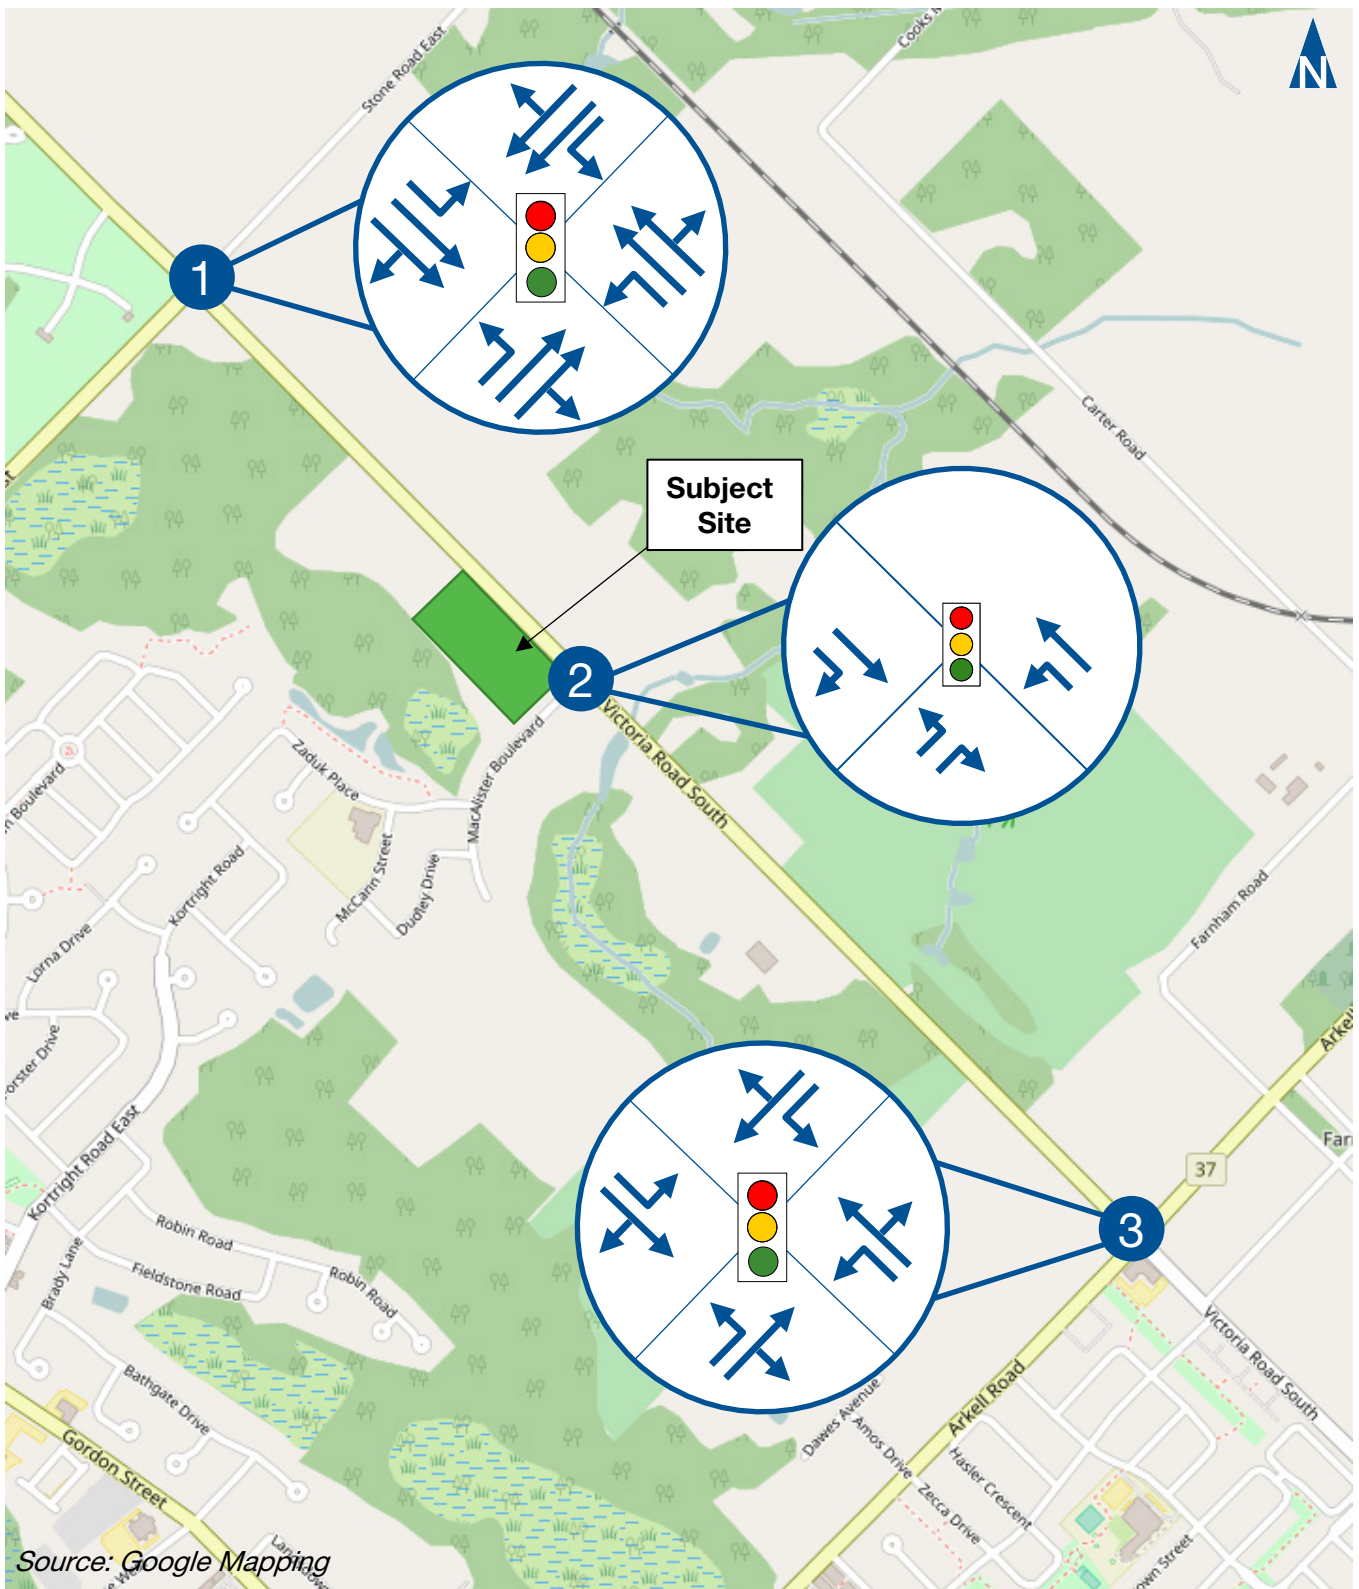 N
Cooks
Stone Road East
1
Carter Road
Subject
Site
2
Victoria Road South
MacAlister Boulevard
Zaduk Place
Boulevard
McCann Street
Dudley Drive
Kortright Road
Lorna Drive
Farnham Road
Arkell
37
3
Kortright Road East
Robin Road
Fieldstone Road
Robin Road
Brady Lane
Bathgate Drive
Gordon Street
Victoria Road South
Arkell Road
Dawes Avenue
Amos Drive
Hasler Crescent
Zecca Drive
Source: Google Mapping